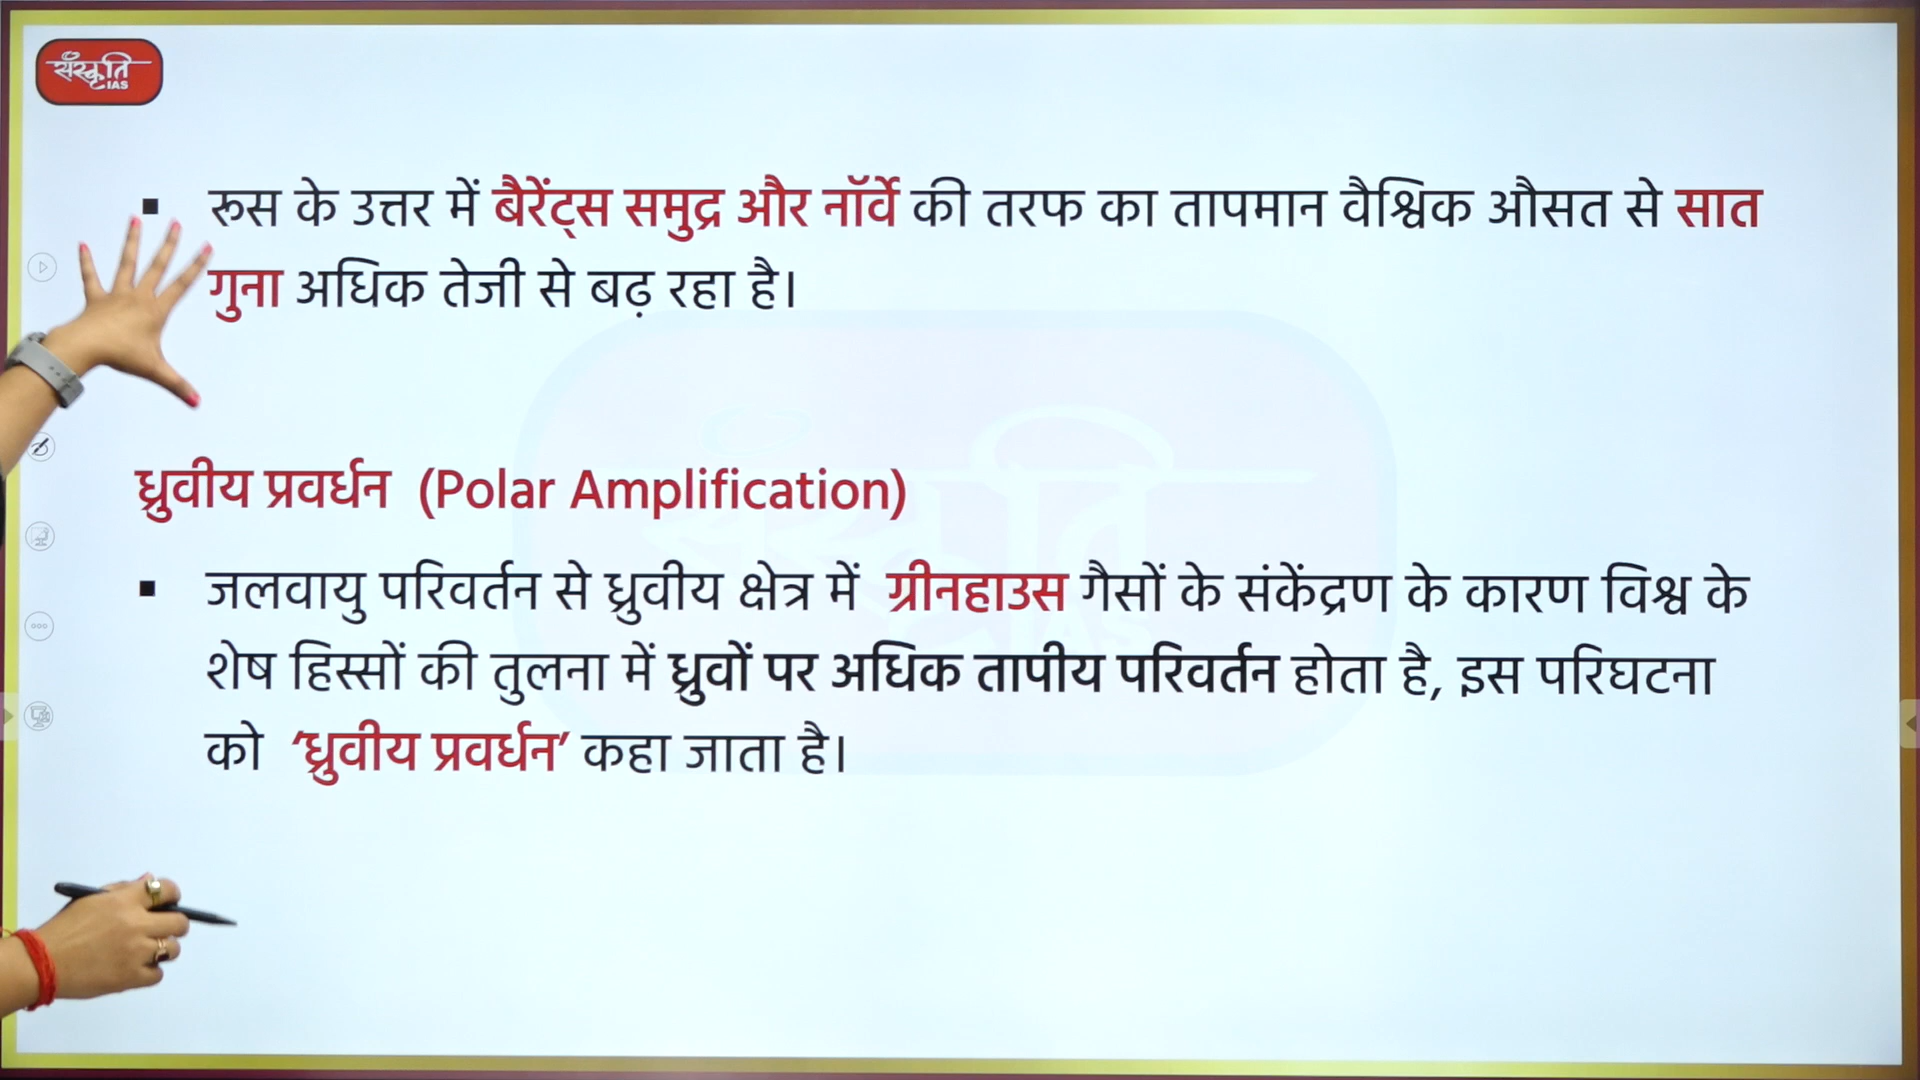 संस्कृति
IAS
▪ रूस के उत्तर में बैरेंट्स समुद्र और नॉर्वे की तरफ का तापमान वैश्विक औसत से सात
गुना अधिक तेजी से बढ़ रहा है।
ध्रुवीय प्रवर्धन (Polar Amplification)
▪ जलवायु परिवर्तन से ध्रुवीय क्षेत्र में ग्रीनहाउस गैसों के संकेंद्रण के कारण विश्व के
शेष हिस्सों की तुलना में ध्रुवों पर अधिक तापीय परिवर्तन होता है, इस परिघटना
को ‘ध्रुवीय प्रवर्धन’ कहा जाता है।